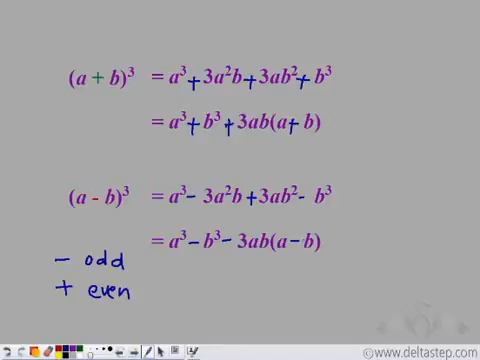 (a + b)³ = a³ + 3a²b + 3ab² + b³
= a³ + b³ + 3ab(a + b)
(a - b)³ = a³ - 3a²b + 3ab² - b³
= a³ - b³ - 3ab(a - b)
- odd
+ even
©www.deltastep.com